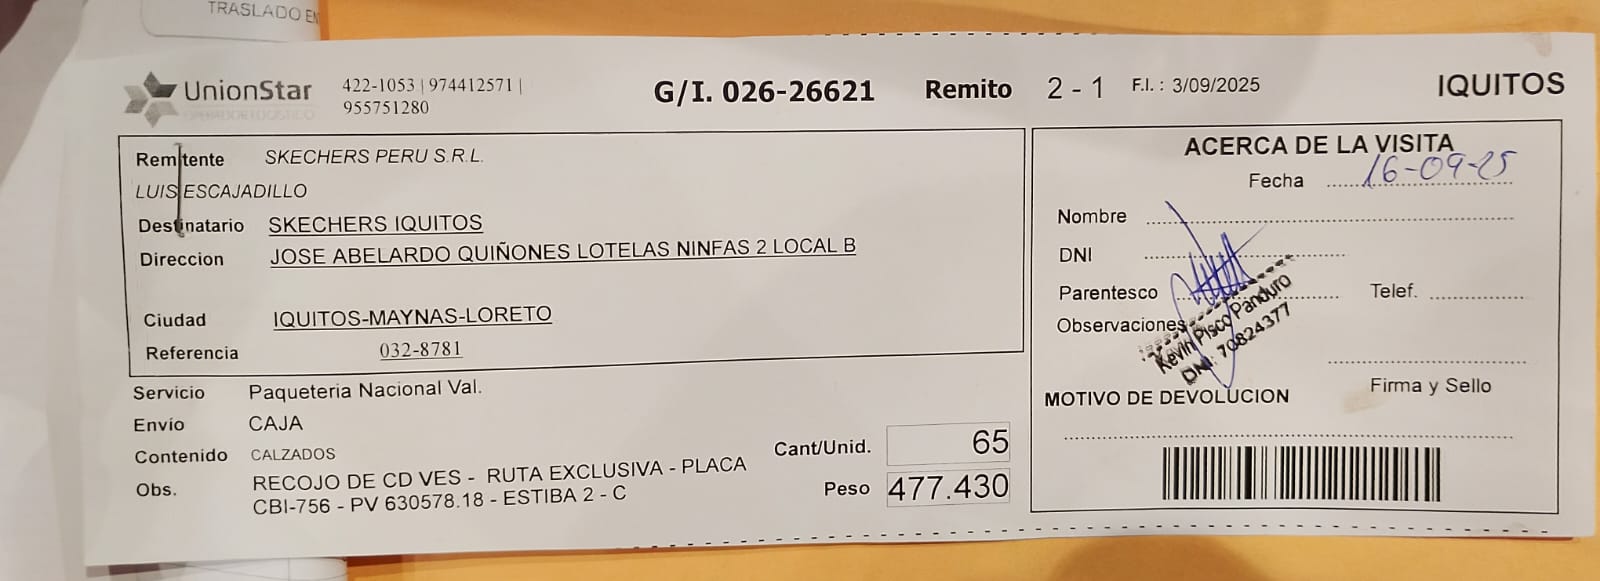 TRASLADO EN
UnionStar
OPERADOR LOGISTICO
422-1053 | 974412571 |
955751280
G/I. 026-26621 Remito 2 - 1 F.I. : 3/09/2025 IQUITOS
Remitente SKECHERS PERU S.R.L.
LUIS ESCAJADILLO
Destinatario SKECHERS IQUITOS
Direccion JOSE ABELARDO QUIÑONES LOTELAS NINFAS 2 LOCAL B
Ciudad IQUITOS-MAYNAS-LORETO
Referencia 032-8781
Servicio Paqueteria Nacional Val.
Envío CAJA
Contenido CALZADOS
Obs. RECOJO DE CD VES - RUTA EXCLUSIVA - PLACA
CBI-756 - PV 630578.18 - ESTIBA 2 - C
Cant/Unid. 65
Peso 477.430
ACERCA DE LA VISITA
Fecha 16-09-25
Nombre
DNI
Parentesco Telef.
Observaciones
Kevin Pisco Panduro
DNI: 70824377
Firma y Sello
MOTIVO DE DEVOLUCION